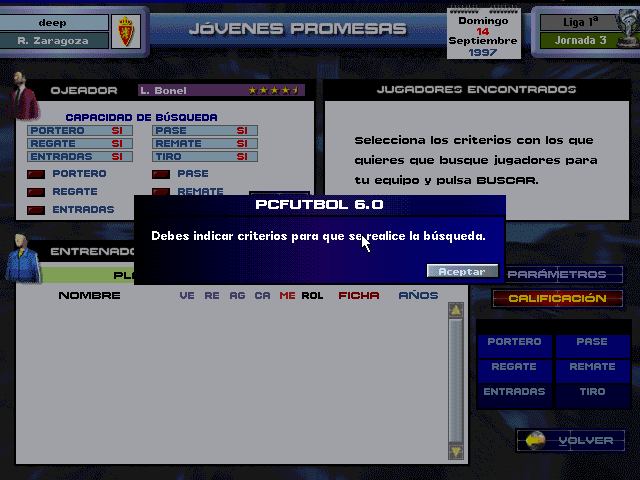 deep
R. Zaragoza
JÓVENES PROMESAS
Domingo
14
Septiembre
1997
Liga 1ª
Jornada 3
OJEADOR
L. Bonel
CAPACIDAD DE BÚSQUEDA
PORTERO SI PASE SI
REGATE SI REMATE SI
ENTRADAS SI TIRO SI
PORTERO PASE
REGATE REMATE
ENTRADAS
JUGADORES ENCONTRADOS
Selecciona los criterios con los que
quieres que busque jugadores para
tu equipo y pulsa BUSCAR.
PCFUTBOL 6.0
Debes indicar criterios para que se realice la búsqueda.
Aceptar
NOMBRE VE RE AG CA ME ROL FICHA AÑOS
PARÁMETROS
CALIFICACIÓN
PORTERO PASE
REGATE REMATE
ENTRADAS TIRO
VOLVER